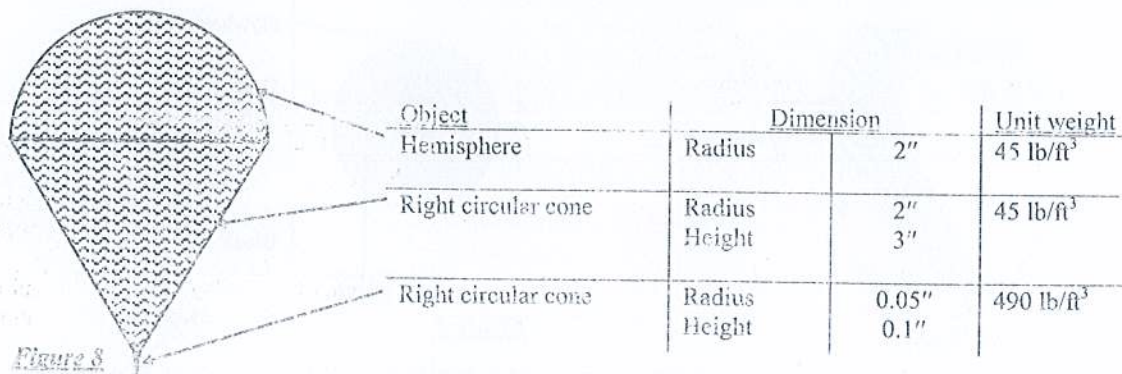 Object Dimension Unit weight
Hemisphere Radius 2" 45 lb/ft³
Right circular cone Radius 2" 45 lb/ft³
Height 3"
Right circular cone Radius 0.05" 490 lb/ft³
Height 0.1"
Figure 8